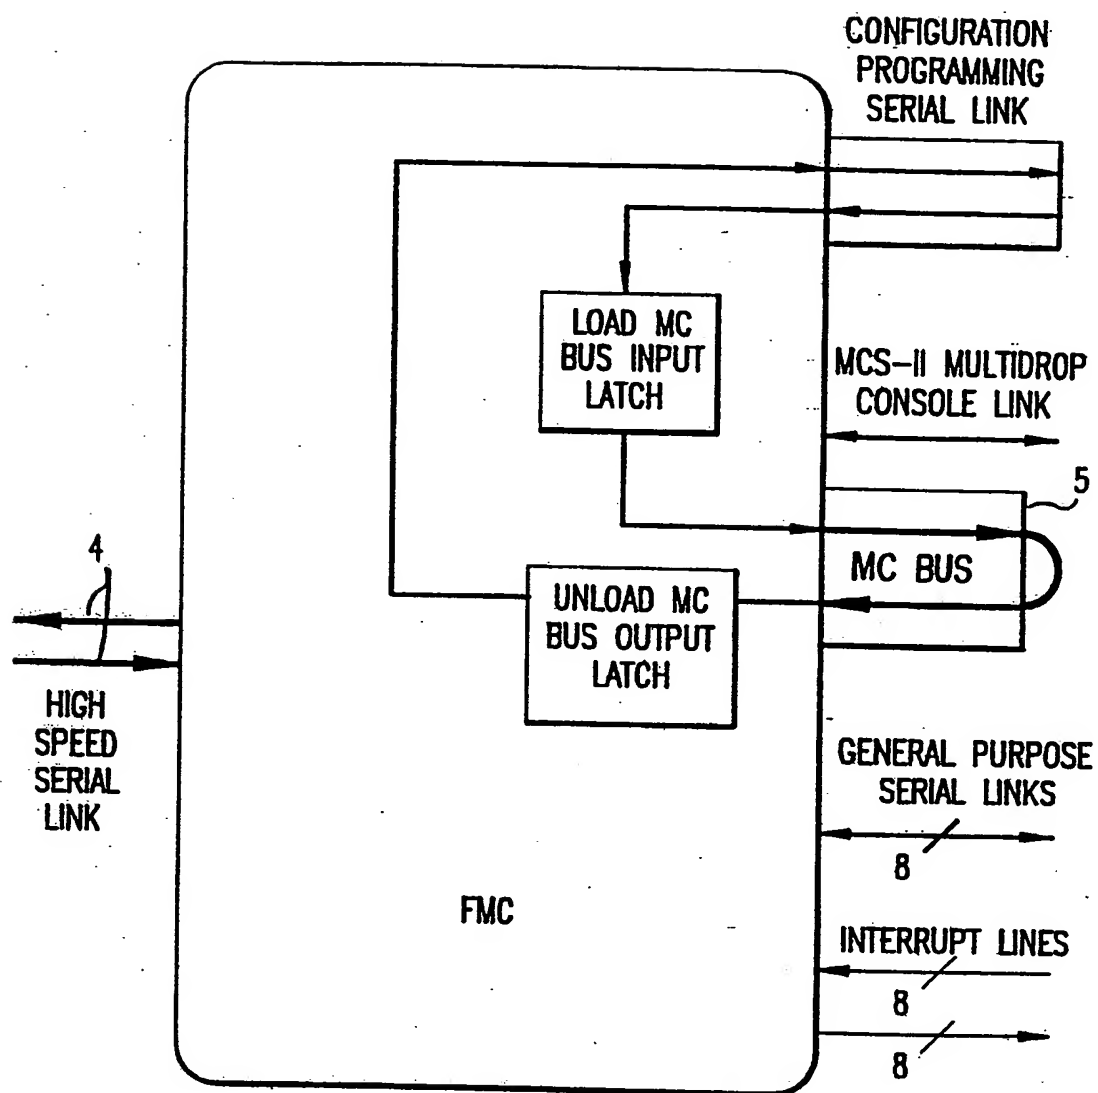 CONFIGURATION
PROGRAMMING
SERIAL LINK
LOAD MC
BUS INPUT
LATCH
MCS-II MULTIDROP
CONSOLE LINK
5
4
MC BUS
UNLOAD MC
BUS OUTPUT
LATCH
HIGH
SPEED
SERIAL
LINK
GENERAL PURPOSE
SERIAL LINKS
8
FMC
INTERRUPT LINES
8
8